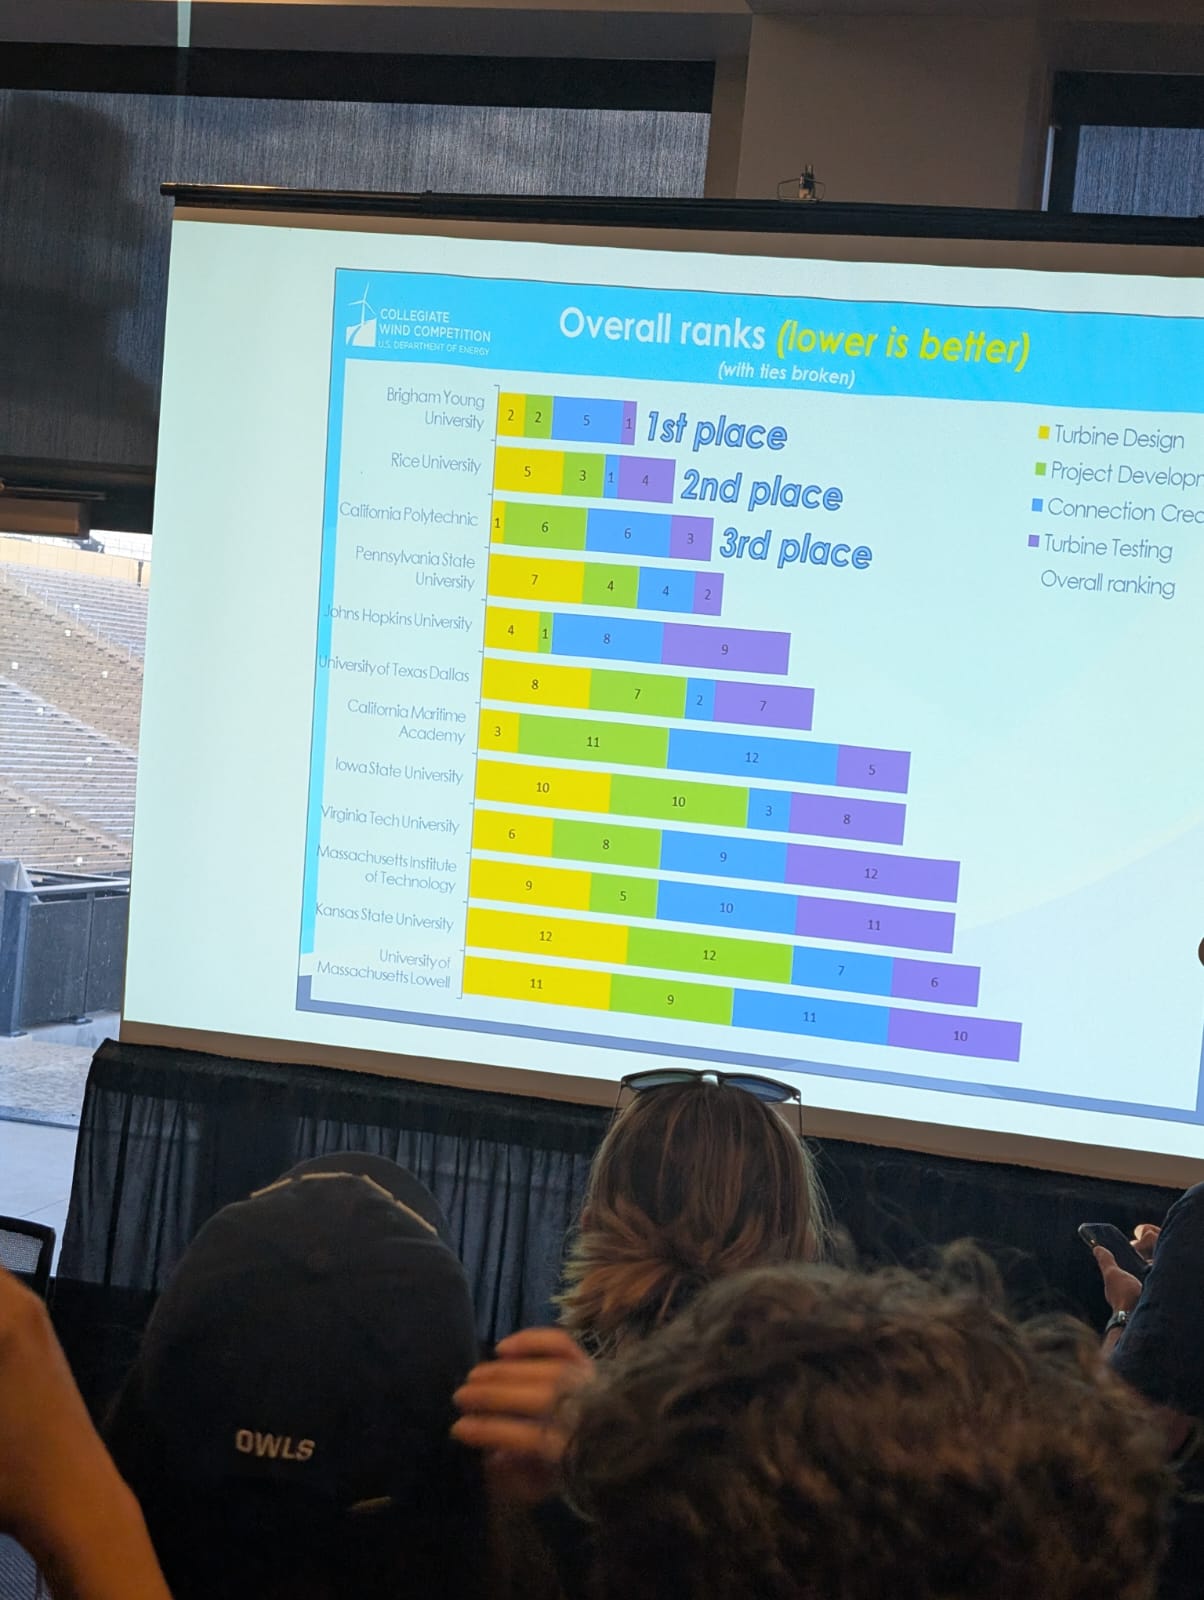 COLLEGIATE
WIND COMPETITION
U.S. DEPARTMENT OF ENERGY
Overall ranks (lower is better)
(with ties broken)
Brigham Young
University
2 2 5 1 1st place
Rice University
5 3 1 4 2nd place
California Polytechnic
1 6 6 3 3rd place
Pennsylvania State
University
7 4 4 2
Johns Hopkins University
4 1 8 9
University of Texas Dallas
8 7 2 7
California Maritime
Academy
3 11 12 5
Iowa State University
10 10 3 8
Virginia Tech University
6 8 9 12
Massachusetts Institute
of Technology
9 5 10 11
Kansas State University
12 12 7 6
University of
Massachusetts Lowell
11 9 11 10
Turbine Design
Project Developm
Connection Crea
Turbine Testing
Overall ranking
OWLS